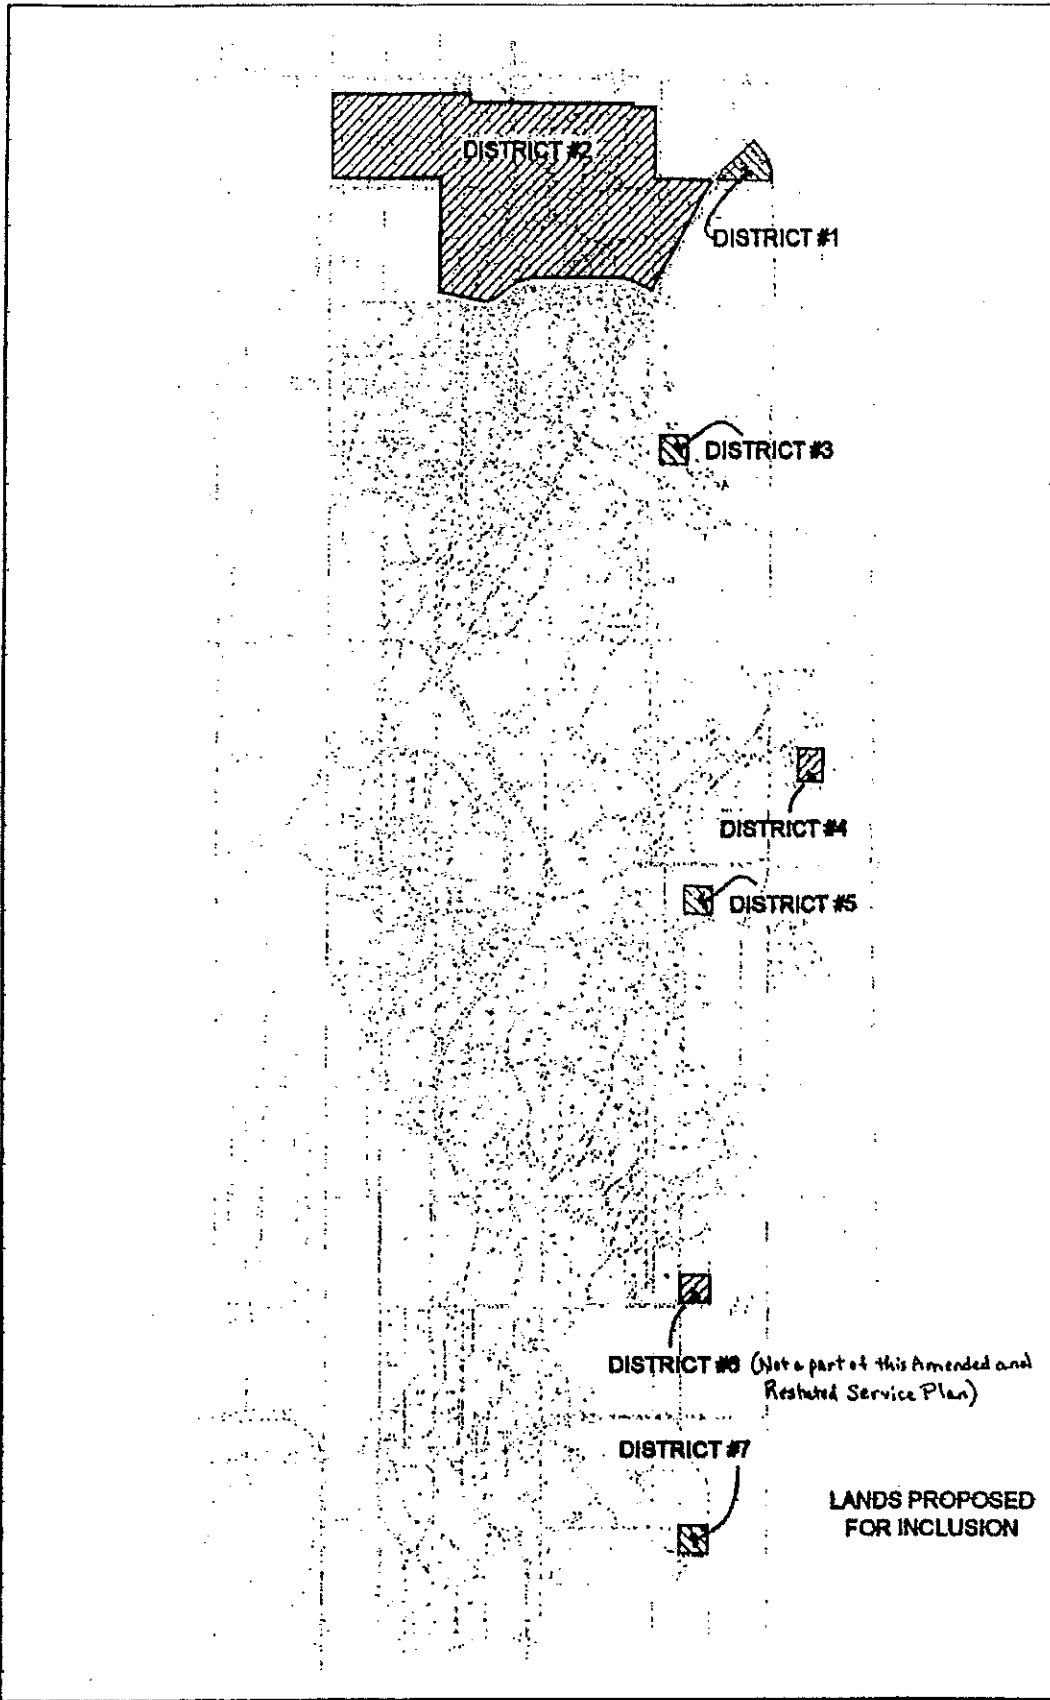 DISTRICT #2
DISTRICT #1
DISTRICT #3
DISTRICT #4
DISTRICT #5
DISTRICT #6 (Not a part of this Amended and
Restated Service Plan)
DISTRICT #7
LANDS PROPOSED
FOR INCLUSION